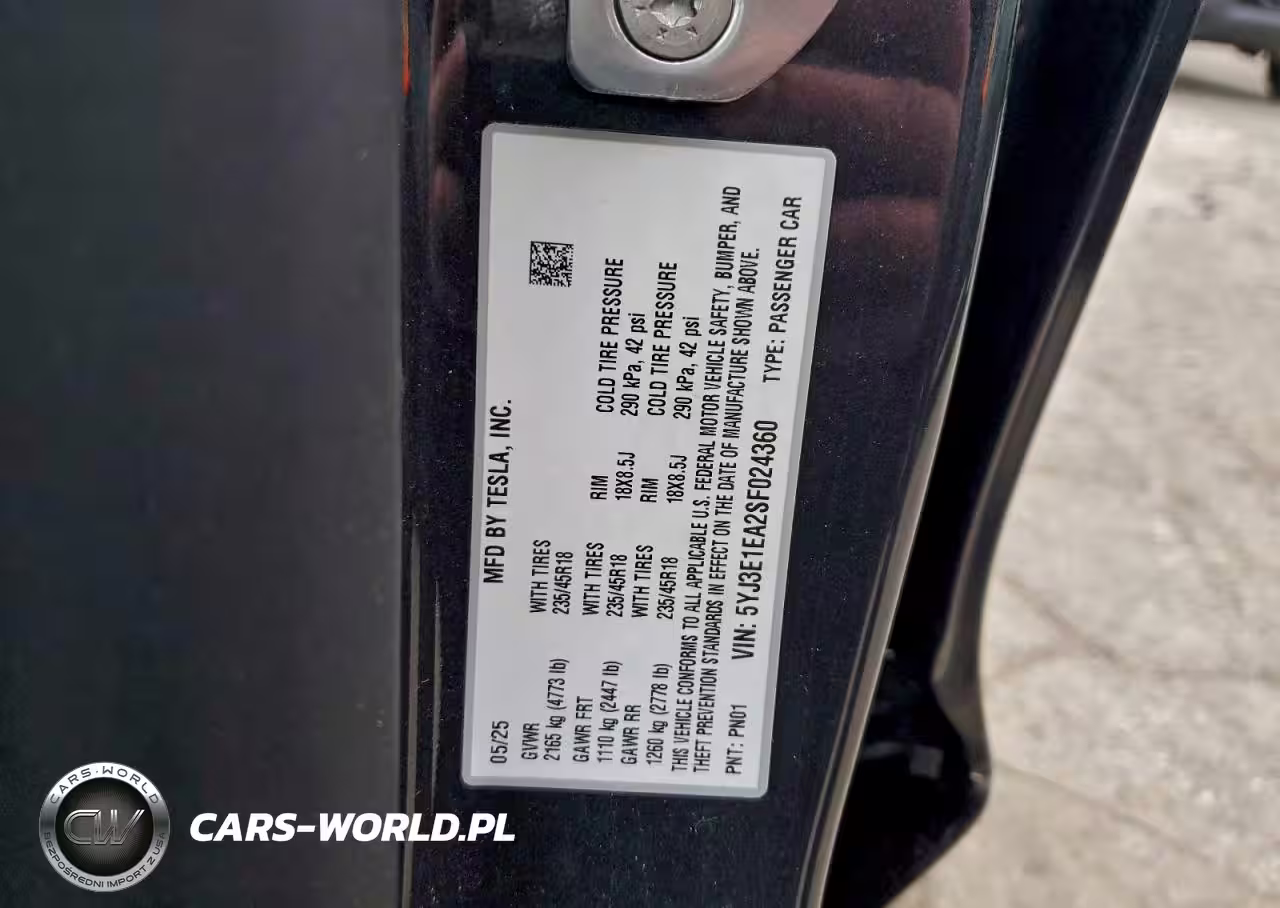 05/25 MFD BY TESLA, INC.
GVWR WITH TIRES
2165 kg (4773 lb) 235/45R18
GAWR FRT WITH TIRES RIM COLD TIRE PRESSURE
1110 kg (2447 lb) 235/45R18 18X8.5J 290 kPa, 42 psi
GAWR RR WITH TIRES RIM COLD TIRE PRESSURE
1260 kg (2778 lb) 235/45R18 18X8.5J 290 kPa, 42 psi
THIS VEHICLE CONFORMS TO ALL APPLICABLE U.S. FEDERAL MOTOR VEHICLE SAFETY, BUMPER, AND
THEFT PREVENTION STANDARDS IN EFFECT ON THE DATE OF MANUFACTURE SHOWN ABOVE.
PNT: PN01 VIN: 5YJ3E1EA2SF024360 TYPE: PASSENGER CAR
CARS-WORLD
CW
BEZPOŚREDNI IMPORT Z USA
CARS-WORLD.PL